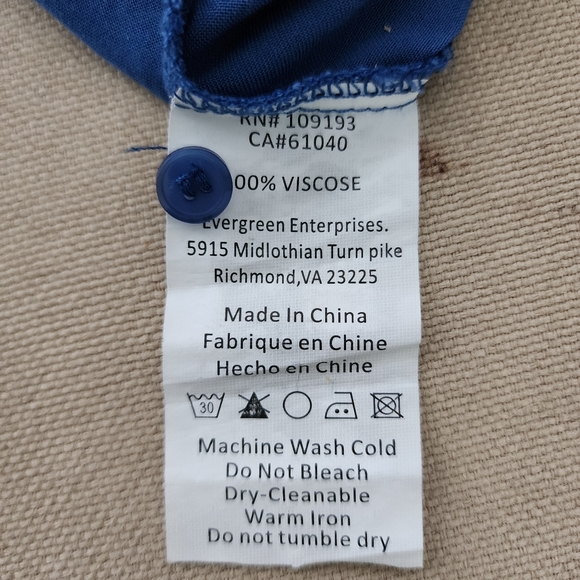 RN# 109193
CA#61040
00% VISCOSE
Evergreen Enterprises.
5915 Midlothian Turn pike
Richmond,VA 23225
Made In China
Fabrique en Chine
Hecho en Chine
30
Machine Wash Cold
Do Not Bleach
Dry-Cleanable
Warm Iron
Do not tumble dry